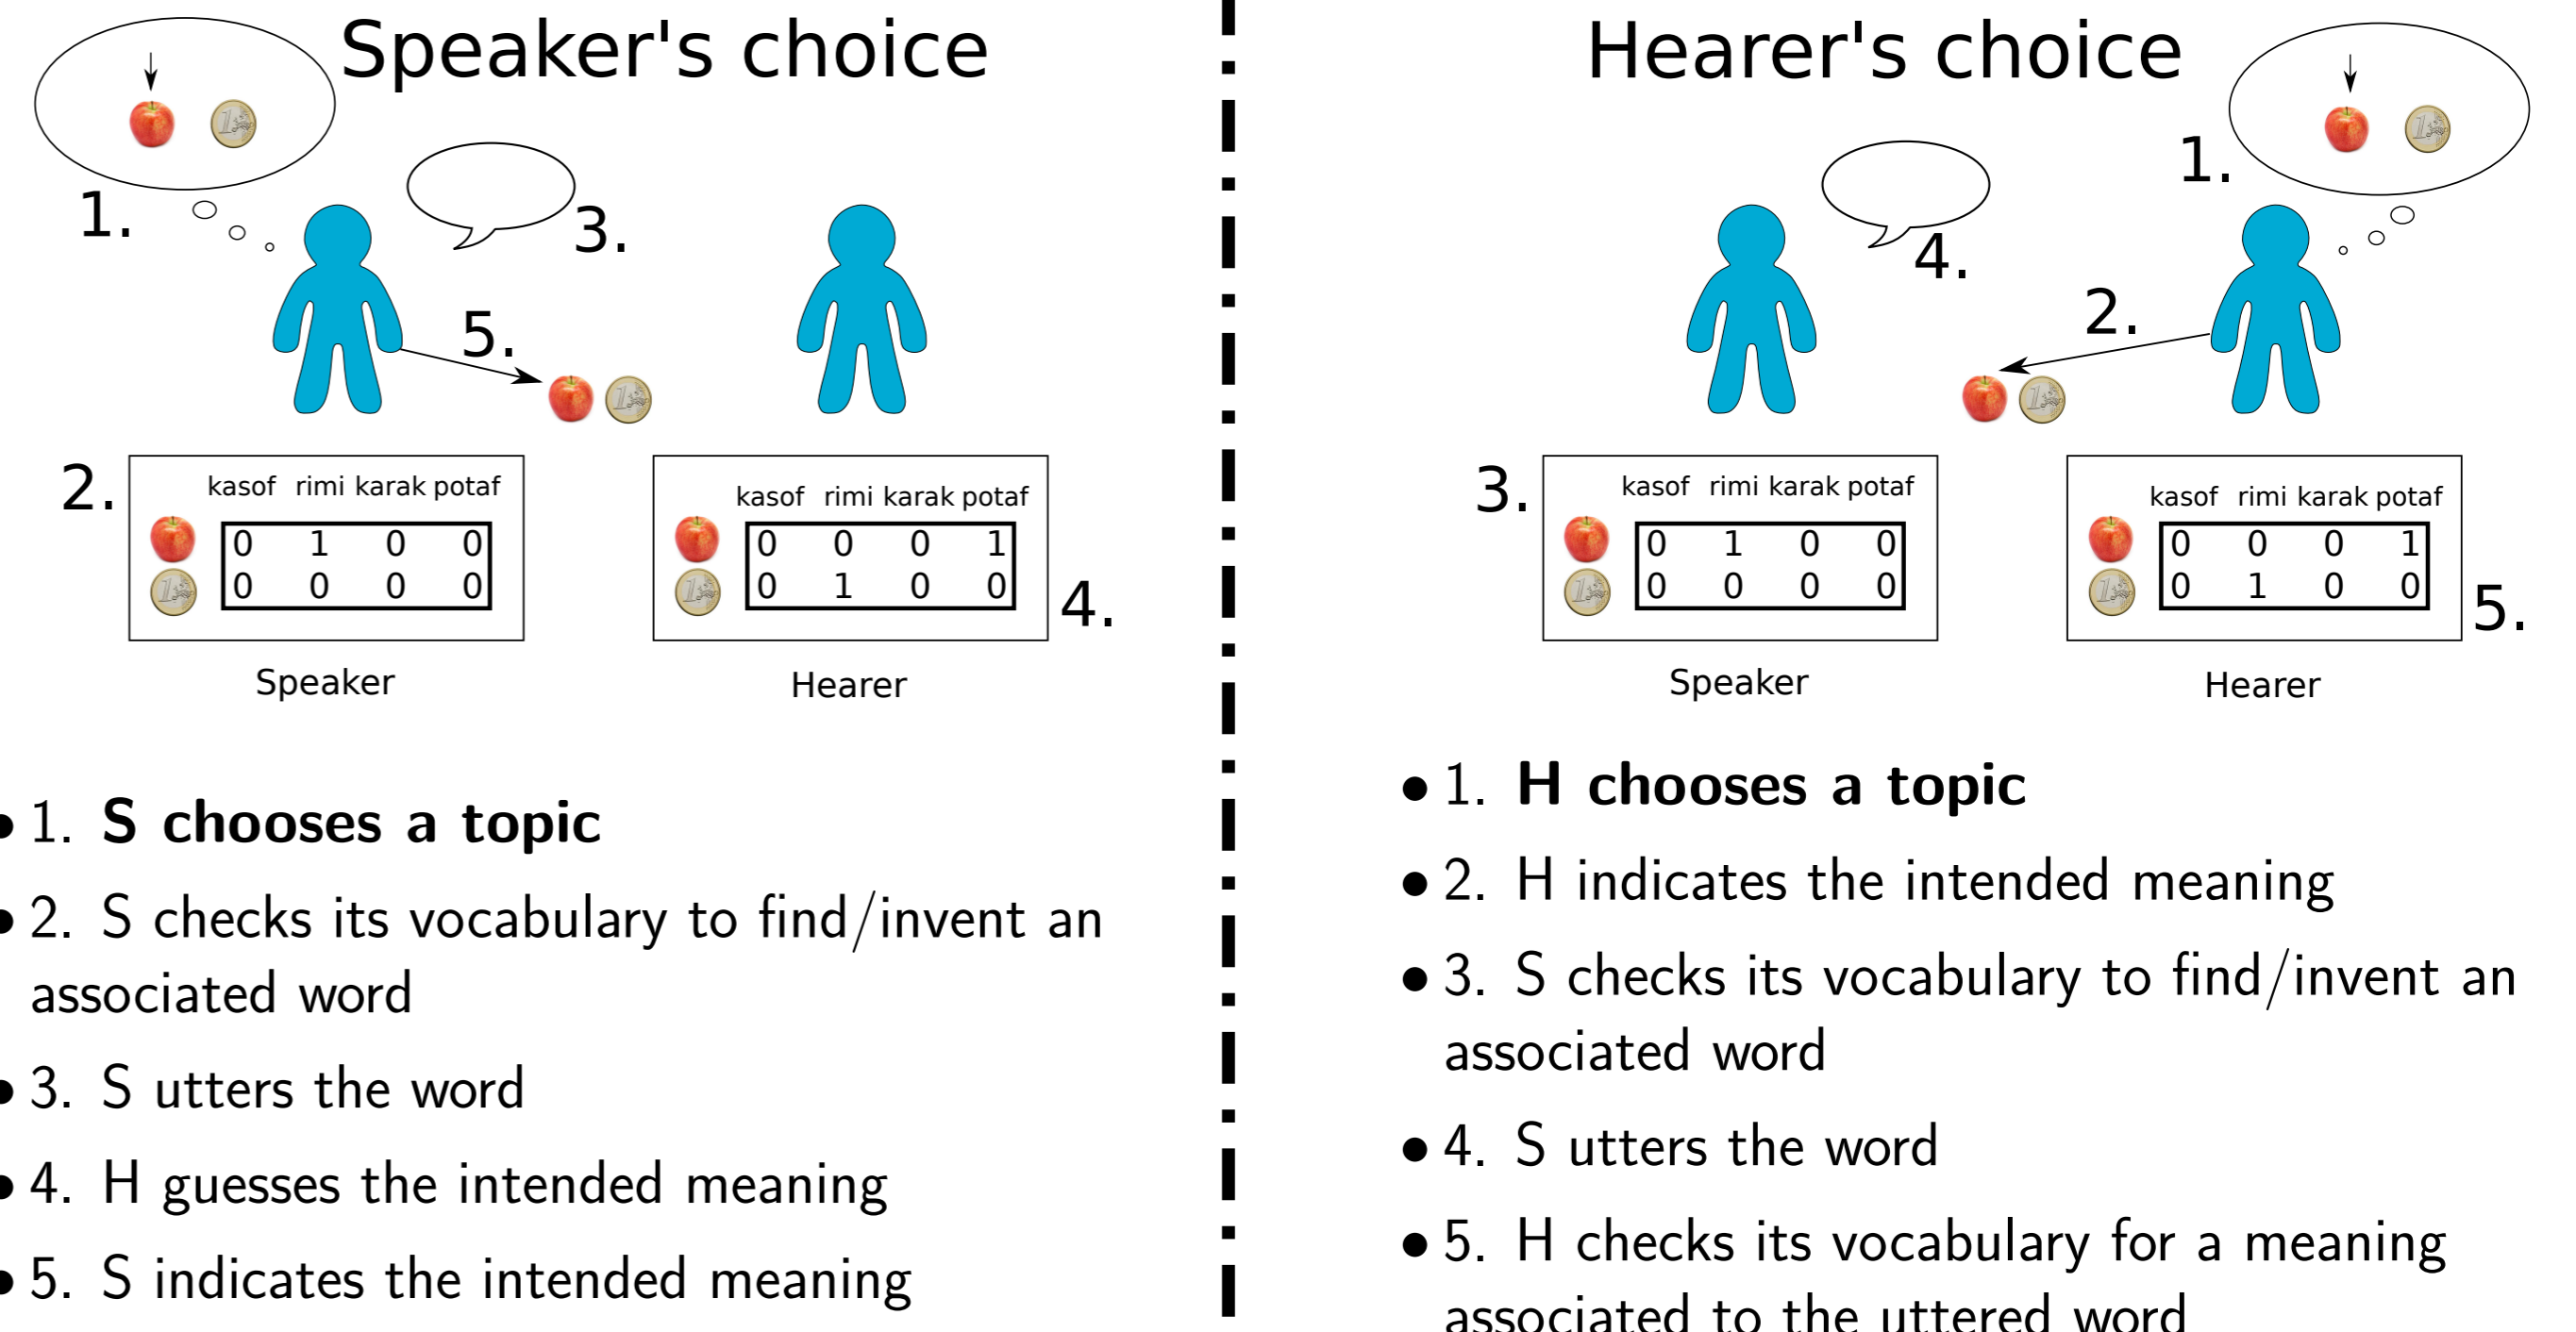 Speaker's choice
1.
3.
5.
2.
kasof rimi karak potaf
0 1 0 0
0 0 0 0
Speaker
kasof rimi karak potaf
0 0 0 1
0 1 0 0
4.
Hearer
• 1. S chooses a topic
• 2. S checks its vocabulary to find/invent an
associated word
• 3. S utters the word
• 4. H guesses the intended meaning
• 5. S indicates the intended meaning
Hearer's choice
1.
4.
2.
3.
kasof rimi karak potaf
0 1 0 0
0 0 0 0
Speaker
kasof rimi karak potaf
0 0 0 1
0 1 0 0
5.
Hearer
• 1. H chooses a topic
• 2. H indicates the intended meaning
• 3. S checks its vocabulary to find/invent an
associated word
• 4. S utters the word
• 5. H checks its vocabulary for a meaning
associated to the uttered word